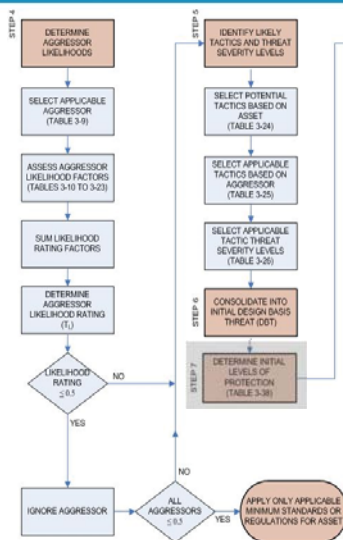 STEP 4
DETERMINE
AGGRESSOR
LIKELIHOODS
SELECT APPLICABLE
AGGRESSOR
(TABLE 3-9)
ASSESS AGGRESSOR
LIKELIHOOD FACTORS
(TABLES 3-10 TO 3-23)
SUM LIKELIHOOD
RATING FACTORS
DETERMINE
AGGRESSOR
LIKELIHOOD RATING
(TL)
LIKELIHOOD
RATING
≤ 0.5
NO
YES
IGNORE AGGRESSOR
STEP 5
IDENTIFY LIKELY
TACTICS AND THREAT
SEVERITY LEVELS
SELECT POTENTIAL
TACTICS BASED ON
ASSET
(TABLE 3-24)
SELECT APPLICABLE
TACTICS BASED ON
AGGRESSOR
(TABLE 3-25)
SELECT APPLICABLE
TACTIC THREAT
SEVERITY LEVELS
(TABLE 3-26)
STEP 6
CONSOLIDATE INTO
INITIAL DESIGN BASIS
THREAT (DBT)
STEP 7
DETERMINE INITIAL
LEVELS OF
PROTECTION
(TABLE 3-38)
NO
ALL
AGGRESSORS
≤ 0.5
YES
APPLY ONLY APPLICABLE
MINIMUM STANDARDS OR
REGULATIONS FOR ASSET